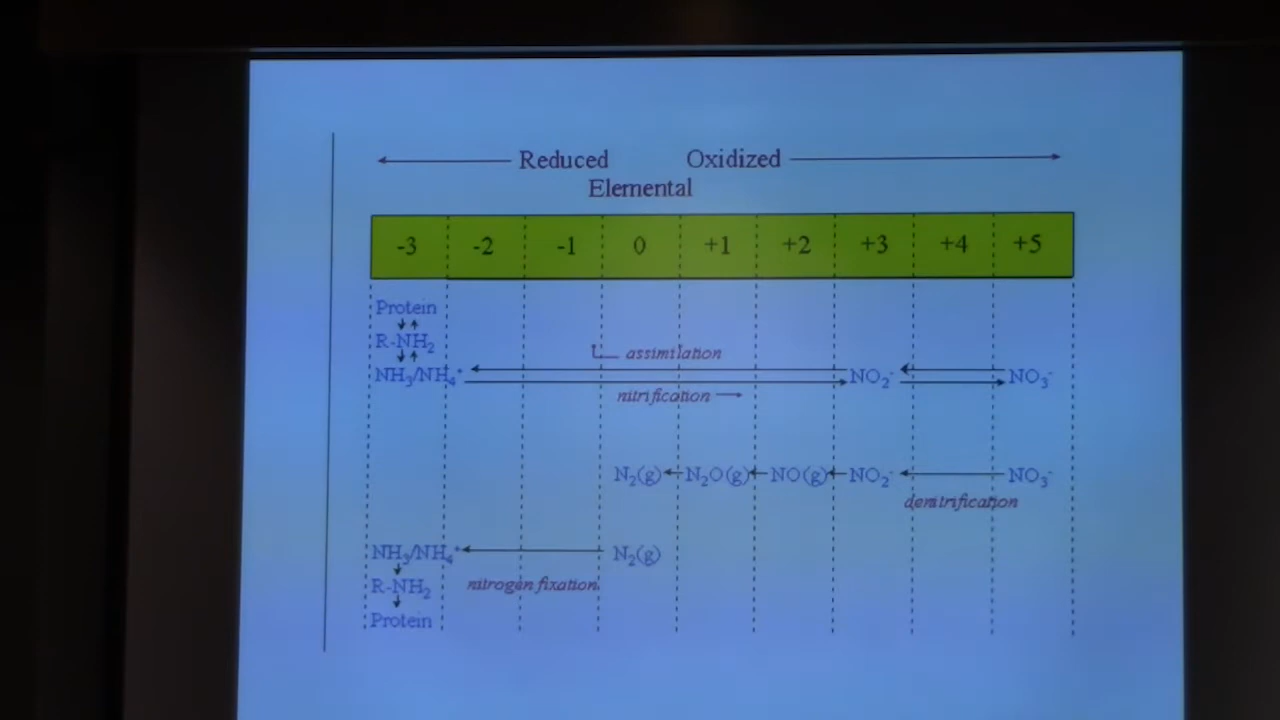 Reduced Oxidized
Elemental
-3 -2 -1 0 +1 +2 +3 +4 +5
Protein
R-NH₂
assimilation
NH₃/NH₄⁺ NO₂⁻ NO₃⁻
nitrification
N₂(g) N₂O(g) NO(g) NO₂⁻ NO₃⁻
denitrification
NH₃/NH₄⁺ N₂(g)
R-NH₂ nitrogen fixation
Protein